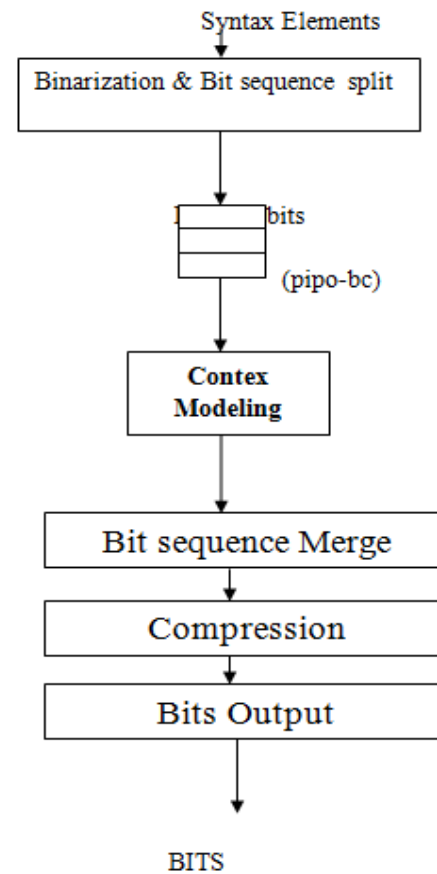 Syntax Elements
Binarization & Bit sequence split
bits
(pipo-bc)
Contex
Modeling
Bit sequence Merge
Compression
Bits Output
BITS